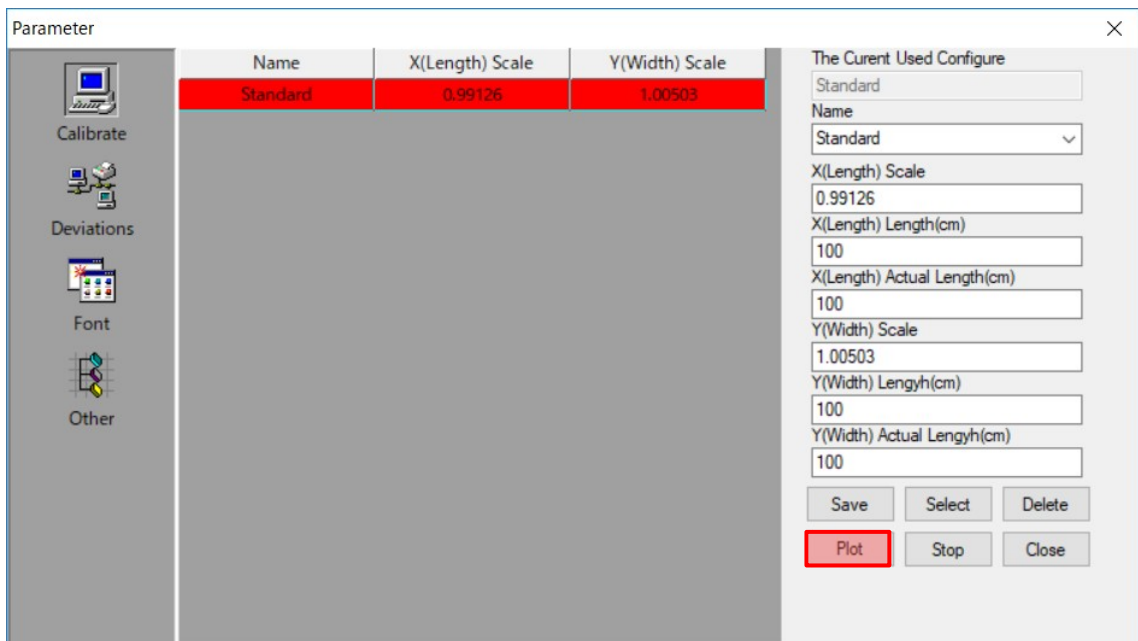 Parameter
Calibrate
Deviations
Font
Other
Name X(Length) Scale Y(Width) Scale
Standard 0.99126 1.00503
The Curent Used Configure
Standard
Name
Standard
X(Length) Scale
0.99126
X(Length) Length(cm)
100
X(Length) Actual Length(cm)
100
Y(Width) Scale
1.00503
Y(Width) Lengyh(cm)
100
Y(Width) Actual Lengyh(cm)
100
Save Select Delete
Plot Stop Close